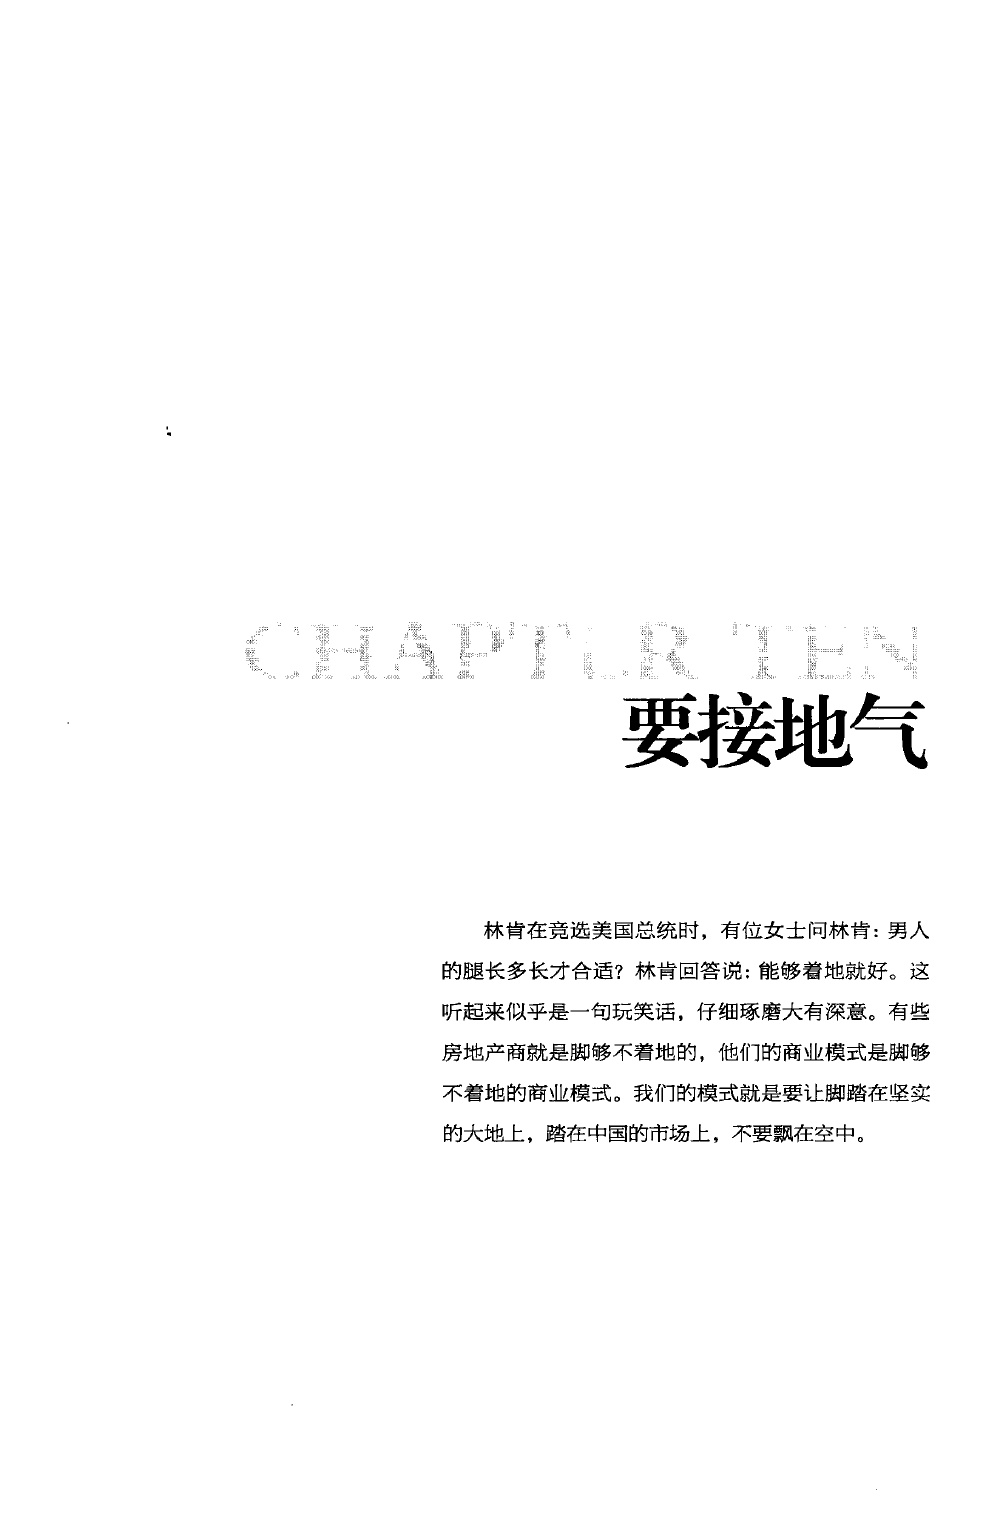 CHAPTER TEN
要接地气
林肯在竞选美国总统时，有位女士问林肯：男人
的腿长多长才合适？林肯回答说：能够着地就好。这
听起来似乎是一句玩笑话，仔细琢磨大有深意。有些
房地产商就是脚够不着地的，他们的商业模式是脚够
不着地的商业模式。我们的模式就是要让脚踏在坚实
的大地上，踏在中国的市场上，不要飘在空中。